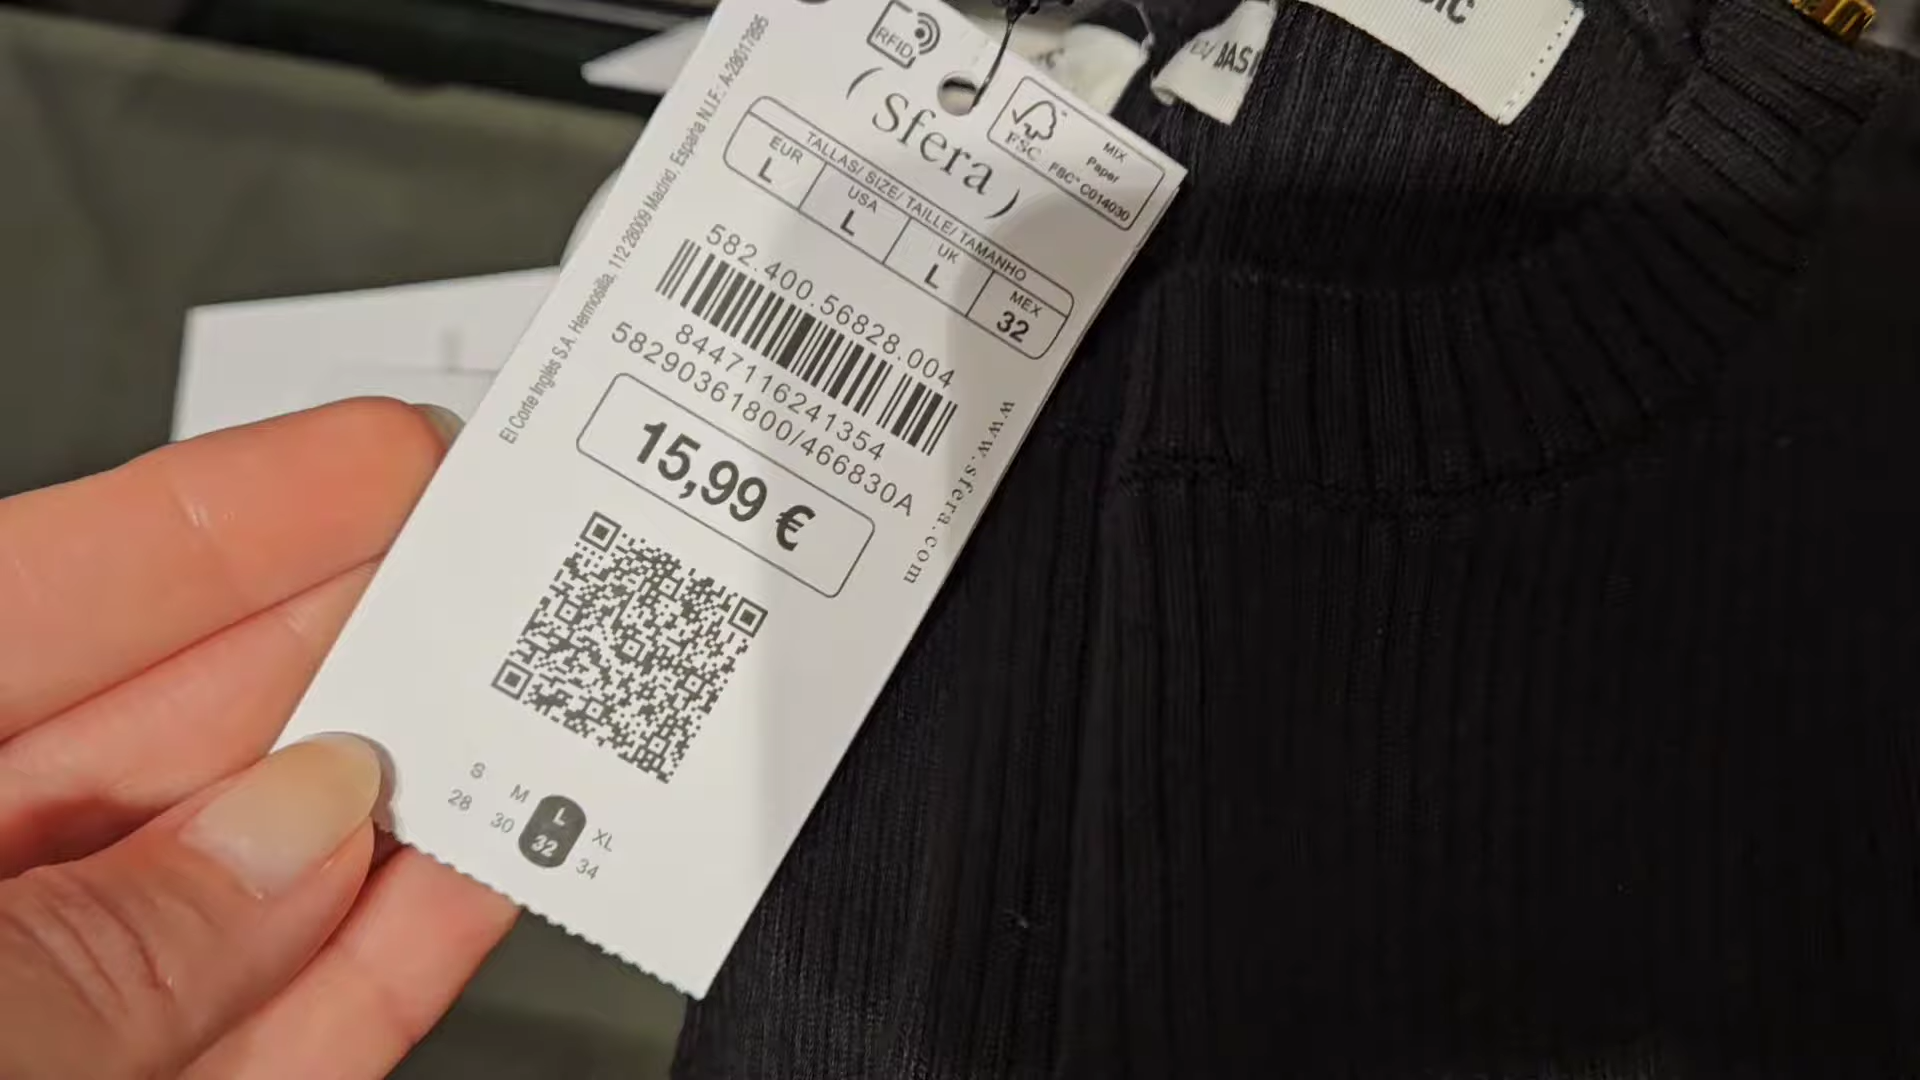 RFID
(Sfera)
FSC
MIX
Paper
FSC® C014030
TALLAS/ SIZE/ TAILLE/ TAMANHO
EUR USA UK MEX
L L L 32
582.400.56828.004
8447116241354
58290361800/466830A
15,99 €
www.sfera.com
El Corte Inglés S.A. Hermosilla, 112 28009 Madrid, España N.I.F.: A-28017895
S M L XL
28 30 32 34